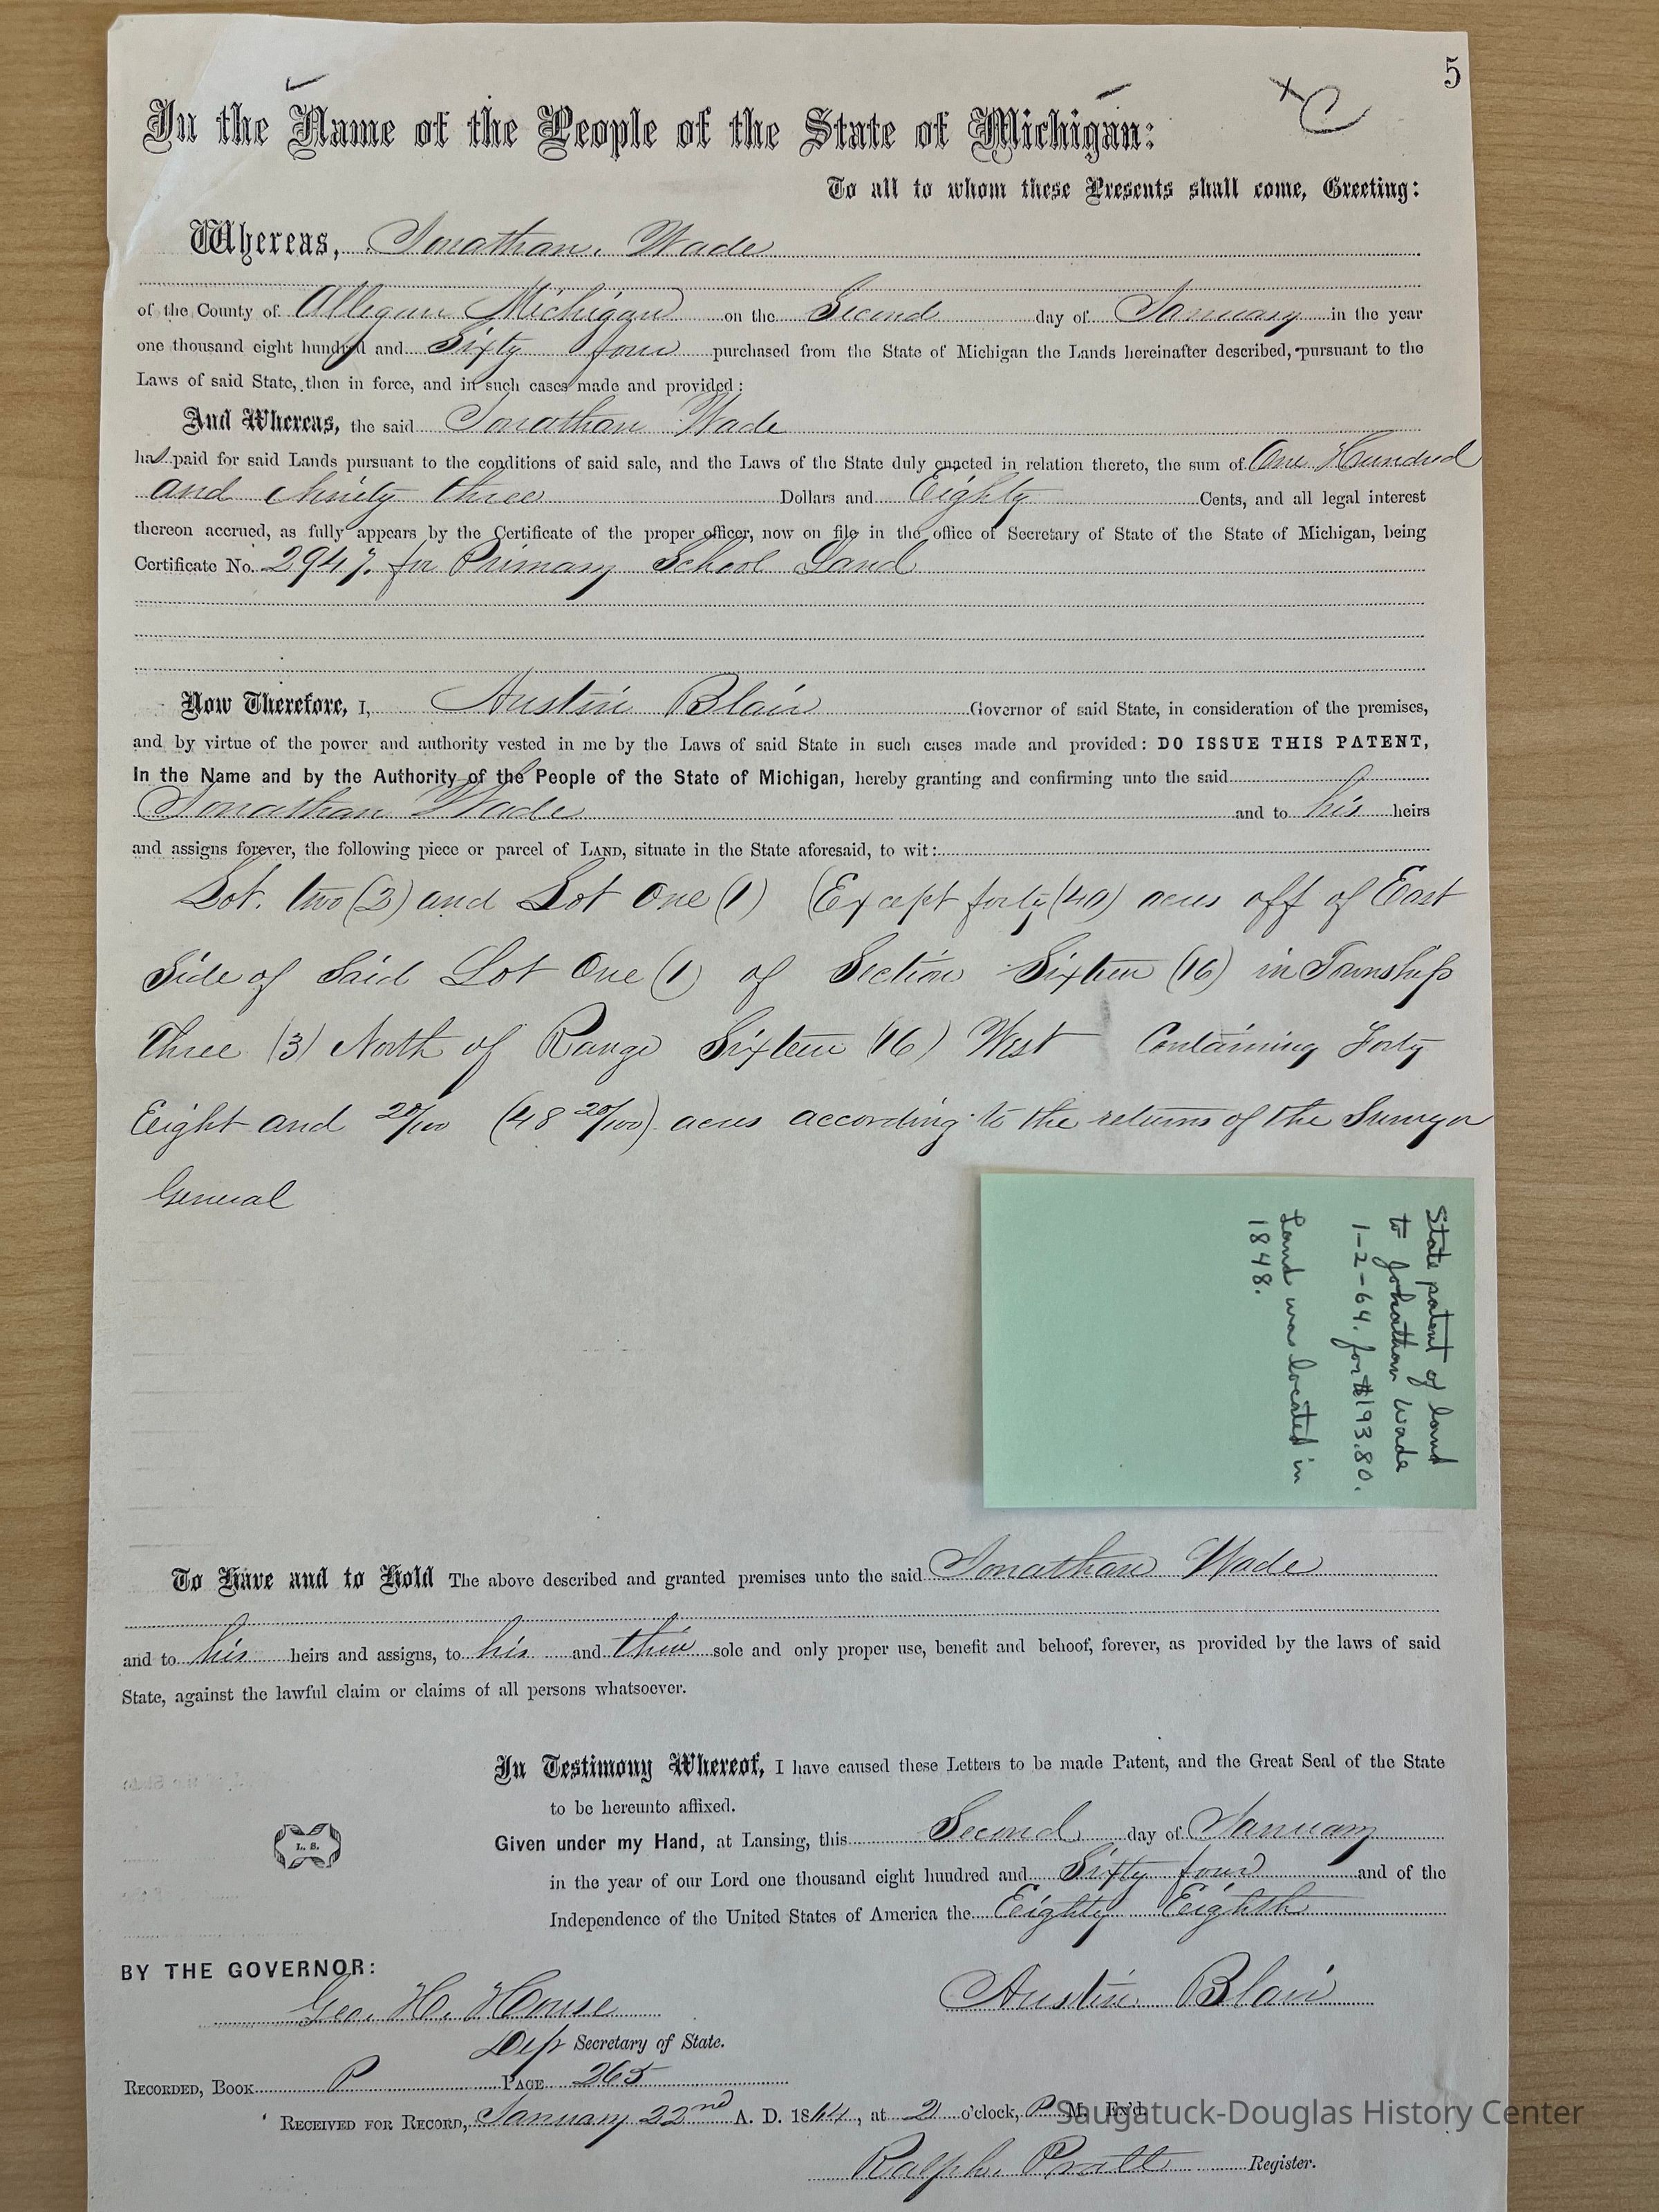 5
+C
In the Name of the People of the State of Michigan:
To all to whom these Presents shall come, Greeting:
Whereas, Jonathan Wade
of the County of Allegan Michigan on the Second day of January in the year
one thousand eight hundred and Sixty four purchased from the State of Michigan the Lands hereinafter described, pursuant to the
Laws of said State, then in force, and in such cases made and provided:
And Whereas, the said Jonathan Wade
has paid for said Lands pursuant to the conditions of said sale, and the Laws of the State duly enacted in relation thereto, the sum of One Hundred
and Ninety three Dollars and Eighty Cents, and all legal interest
thereon accrued, as fully appears by the Certificate of the proper officer, now on file in the office of Secretary of State of the State of Michigan, being
Certificate No. 2947. for Primary School Land
Now Therefore, I, Austin Blair Governor of said State, in consideration of the premises,
and by virtue of the power and authority vested in me by the Laws of said State in such cases made and provided: DO ISSUE THIS PATENT,
In the Name and by the Authority of the People of the State of Michigan, hereby granting and confirming unto the said
Jonathan Wade and to his heirs
and assigns forever, the following piece or parcel of LAND, situate in the State aforesaid, to wit:
Lot. two (2) and Lot One (1) (Except forty (40) acres off of East
Side of Said Lot One (1) of Section Sixteen (16) in Township
Three (3) North of Range Sixteen (16) West Containing Forty
Eight and 20/100 (48 20/100) acres according to the returns of the Surveyor
General
State patent of land
to Johathan Wade
1-2-64. for $193.80.
Land was located in
1848.
To Have and to Hold The above described and granted premises unto the said Jonathan Wade
and to his heirs and assigns, to his and their sole and only proper use, benefit and behoof, forever, as provided by the laws of said
State, against the lawful claim or claims of all persons whatsoever.
In Testimony Whereof, I have caused these Letters to be made Patent, and the Great Seal of the State
to be hereunto affixed.
L. S.
Given under my Hand, at Lansing, this Second day of January
in the year of our Lord one thousand eight hundred and Sixty four and of the
Independence of the United States of America the Eighty Eighth
BY THE GOVERNOR:
Geo. H. House Austin Blair
Dep Secretary of State.
RECORDED, BOOK P PAGE 265
RECEIVED FOR RECORD, January 22nd A. D. 1864, at 2 o'clock, P M. Ex'd
Saugatuck-Douglas History Center
Ralph Pratt Register.